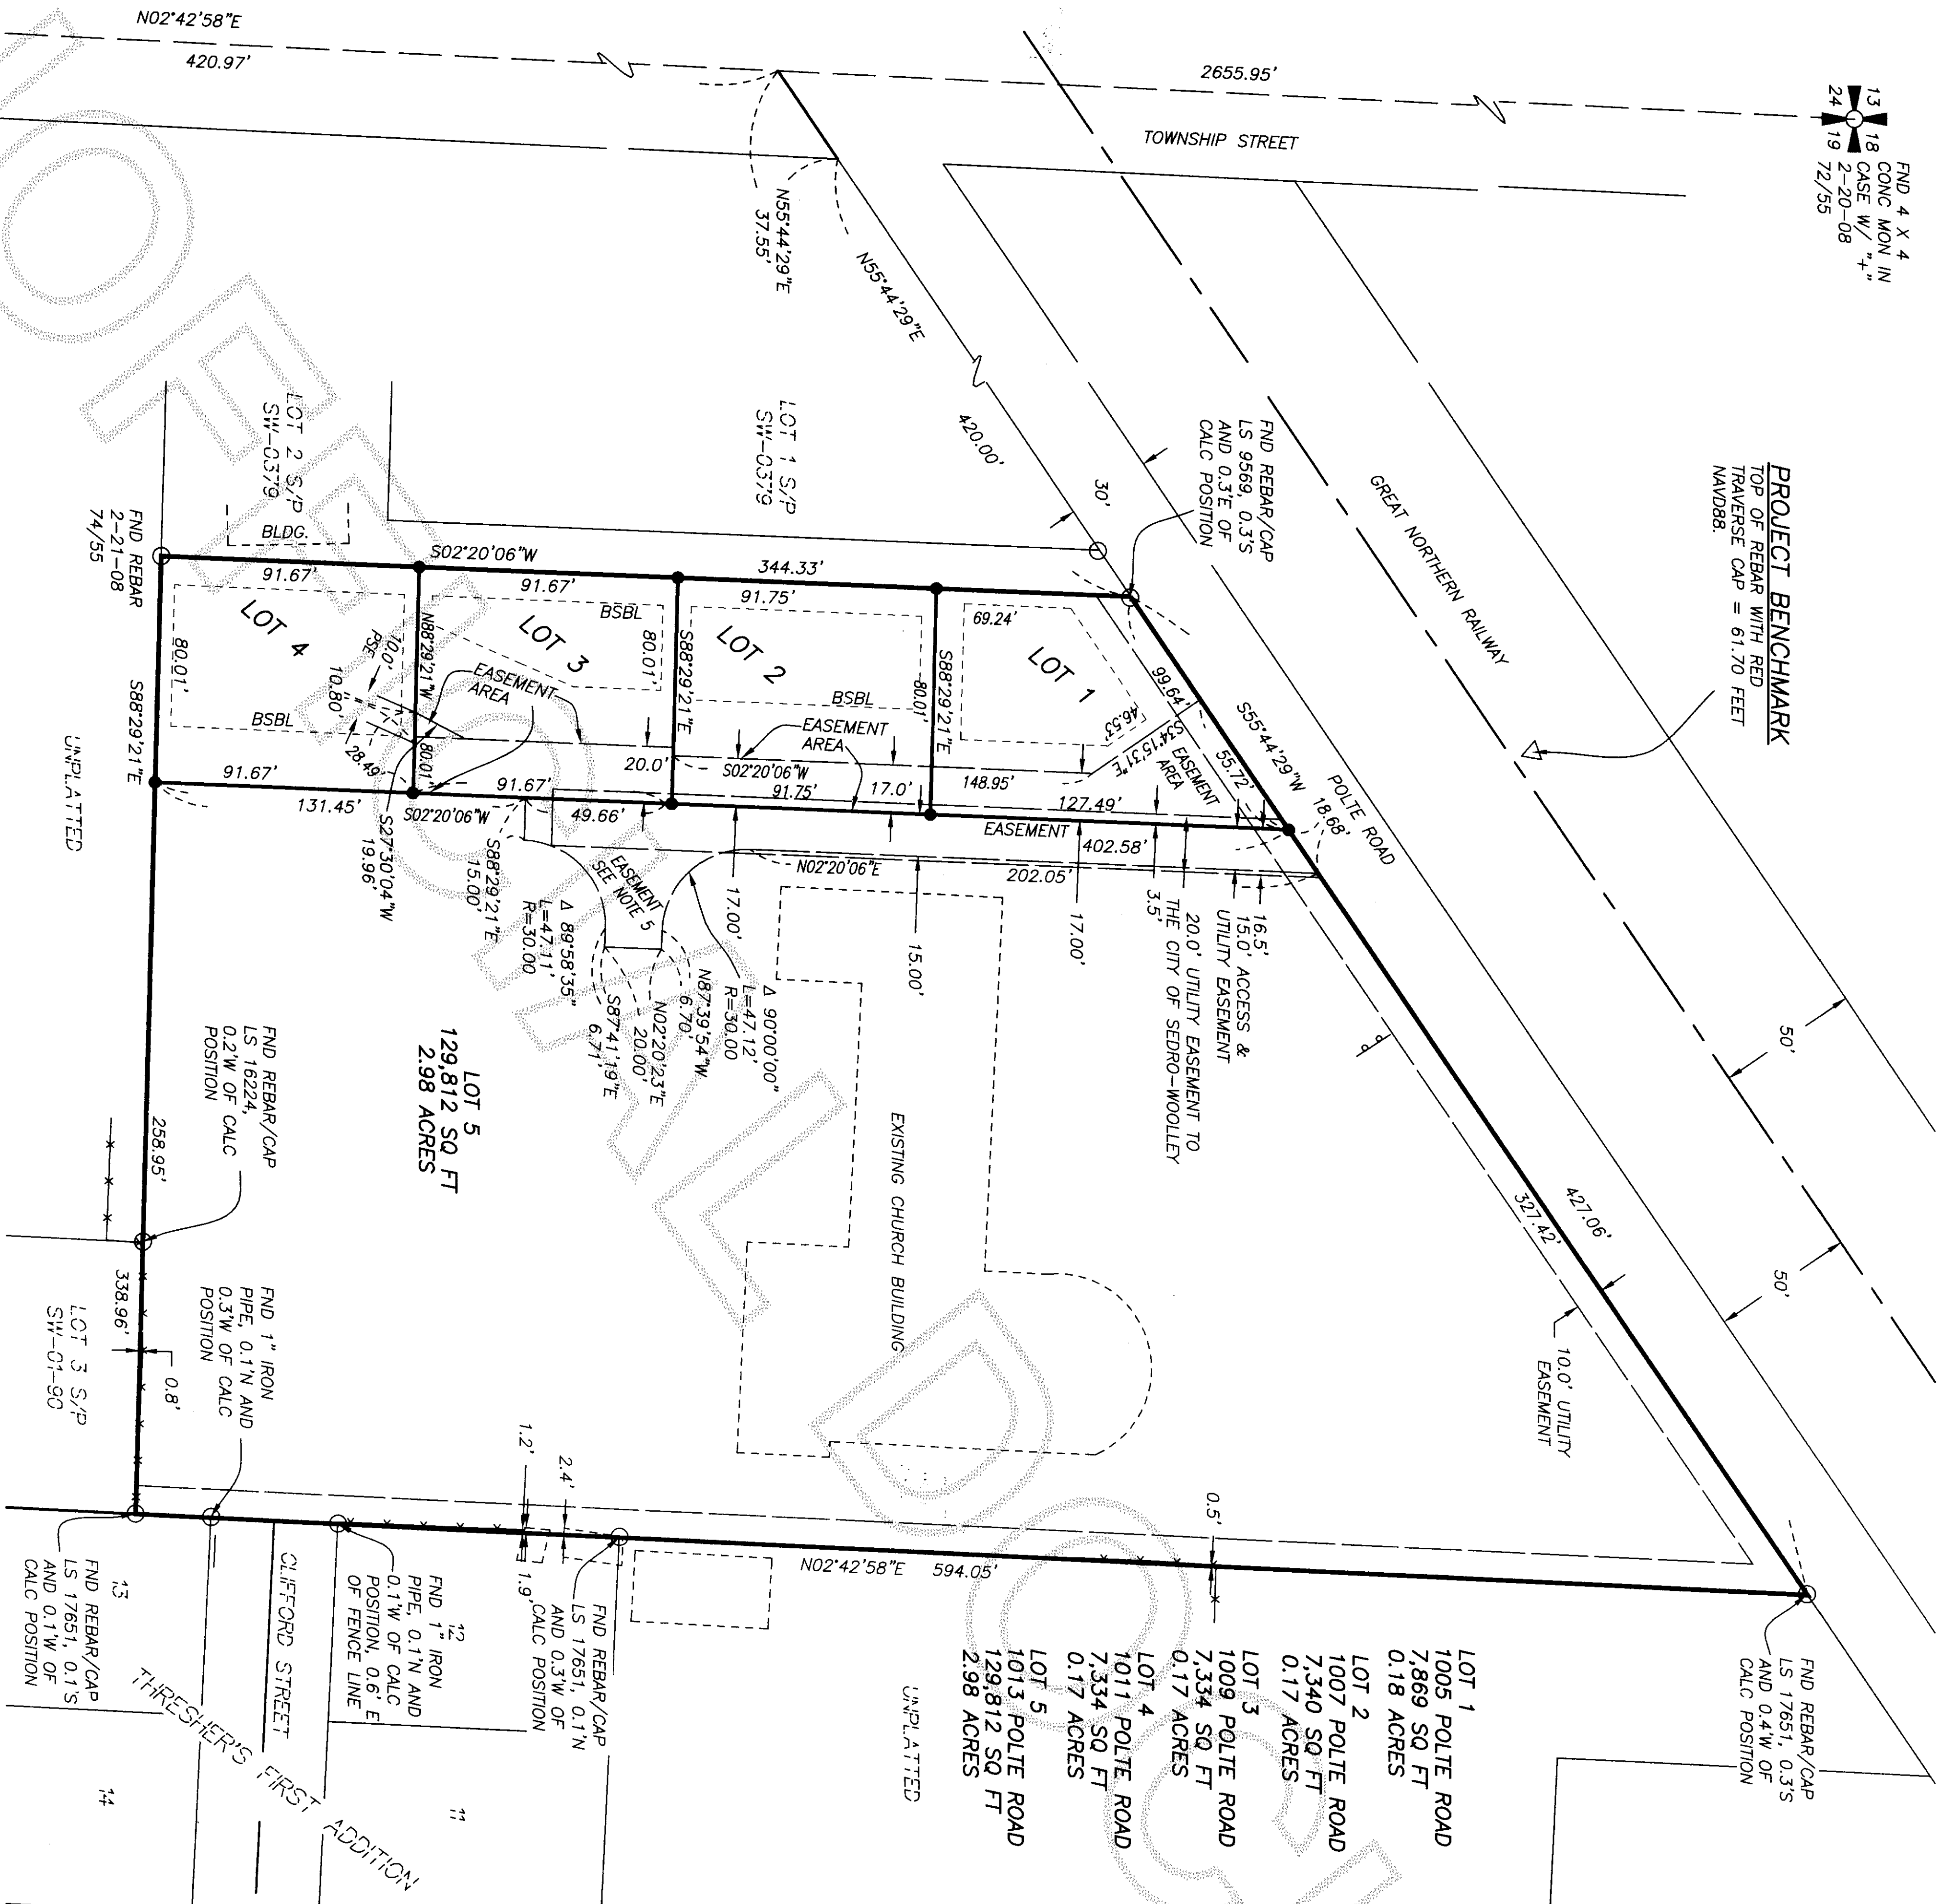 N02°42'58"E
420.97'
2655.95'
TOWNSHIP STREET
13 18
24 19
FND 4 X 4
CONC MON IN
CASE W/ "+"
2-20-08
72/55
PROJECT BENCHMARK
TOP OF REBAR WITH RED
TRAVERSE CAP = 61.70 FEET
NAVD88.
GREAT NORTHERN RAILWAY
N55°44'29"E
37.55'
N55°44'29"E
420.00'
30'
FND REBAR/CAP
LS 9569, 0.3'S
AND 0.3'E OF
CALC POSITION
LOT 1 S/P
SW-0379
LOT 2 S/P
SW-0379
BLDG.
FND REBAR
2-21-08
74/55
S02°20'06"W
344.33'
91.67'
91.67'
91.75'
69.24'
LOT 4
LOT 3
LOT 2
LOT 1
BSBL
BSBL
BSBL
80.01'
S88°29'21"E
N88°29'21"W
80.01'
80.01'
S88°29'21"E
80.01'
S88°29'21"E
10.0'
PSE
10.80'
28.49'
EASEMENT
AREA
EASEMENT
AREA
EASEMENT
AREA
20.0'
S02°20'06"W
17.0'
148.95'
46.53'
S34°15'31"E
99.64'
55.72'
S55°44'29"W
18.68'
POLTE ROAD
91.67'
91.67'
91.75'
127.49'
131.45'
S02°20'06"W
49.66'
EASEMENT
402.58'
N02°20'06"E
202.05'
S27°30'04"W
19.96'
S88°29'21"E
15.00'
EASEMENT
SEE NOTE 5
Δ 89°58'35"
L=47.11'
R=30.00
Δ 90°00'00"
L=47.12'
R=30.00
N87°39'54"W
6.70'
N02°20'23"E
20.00'
S87°41'19"E
6.71'
17.00'
15.00'
17.00'
3.5'
16.5'
15.0' ACCESS &
UTILITY EASEMENT
20.0' UTILITY EASEMENT TO
THE CITY OF SEDRO-WOOLLEY
UNPLATTED
LOT 5
129,812 SQ FT
2.98 ACRES
EXISTING CHURCH BUILDING
50'
50'
427.06'
327.42'
10.0' UTILITY
EASEMENT
FND REBAR/CAP
LS 16224,
0.2'W OF CALC
POSITION
258.95'
338.96'
0.8'
LOT 3 S/P
SW-01-90
FND 1" IRON
PIPE, 0.1'N AND
0.3'W OF CALC
POSITION
1.2'
2.4'
1.9'
0.5'
N02°42'58"E
594.05'
FND REBAR/CAP
LS 17651, 0.3'S
AND 0.4'W OF
CALC POSITION
LOT 1
1005 POLTE ROAD
7,869 SQ FT
0.18 ACRES
LOT 2
1007 POLTE ROAD
7,340 SQ FT
0.17 ACRES
LOT 3
1009 POLTE ROAD
7,334 SQ FT
0.17 ACRES
LOT 4
1011 POLTE ROAD
7,334 SQ FT
0.17 ACRES
LOT 5
1013 POLTE ROAD
129,812 SQ FT
2.98 ACRES
UNPLATTED
FND REBAR/CAP
LS 17651, 0.1'N
AND 0.3'W OF
CALC POSITION
12
FND 1" IRON
PIPE, 0.1'N AND
0.1'W OF CALC
POSITION, 0.6' E
OF FENCE LINE
CLIFFORD STREET
13
FND REBAR/CAP
LS 17651, 0.1'S
AND 0.1'W OF
CALC POSITION
THRESHER'S FIRST ADDITION
11
14